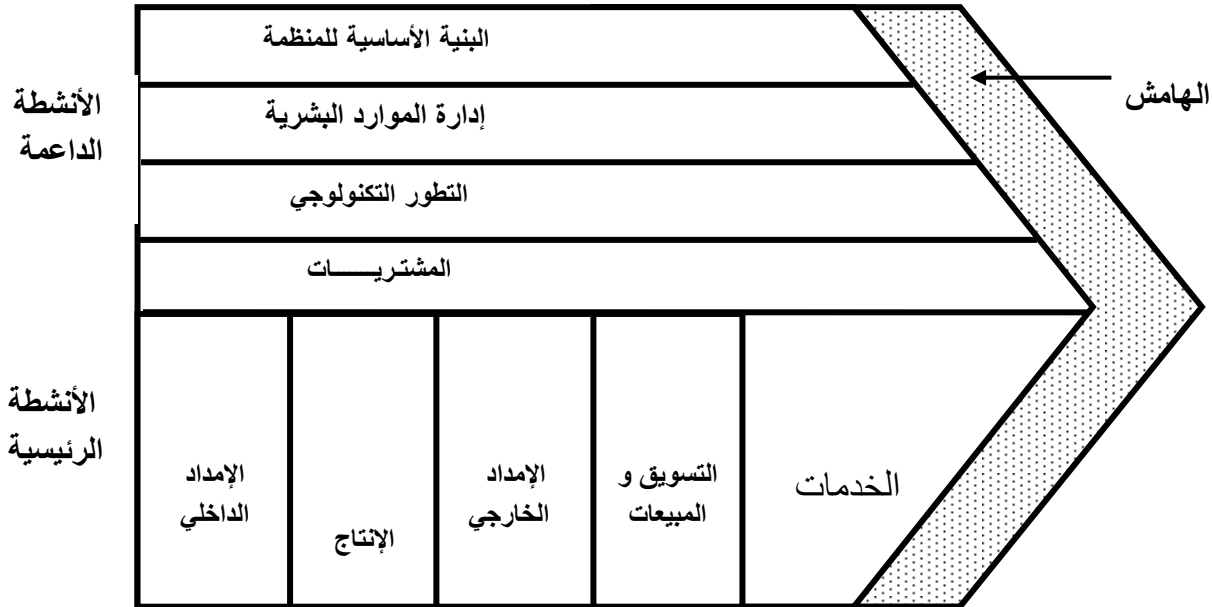 البنية الأساسية للمنظمة
الهامش
الأنشطة
الداعمة
إدارة الموارد البشرية
التطور التكنولوجي
المشتريـــــات
الأنشطة
الرئيسية
الإمداد
الداخلي
الإنتاج
الإمداد
الخارجي
التسويق و
المبيعات
الخدمات